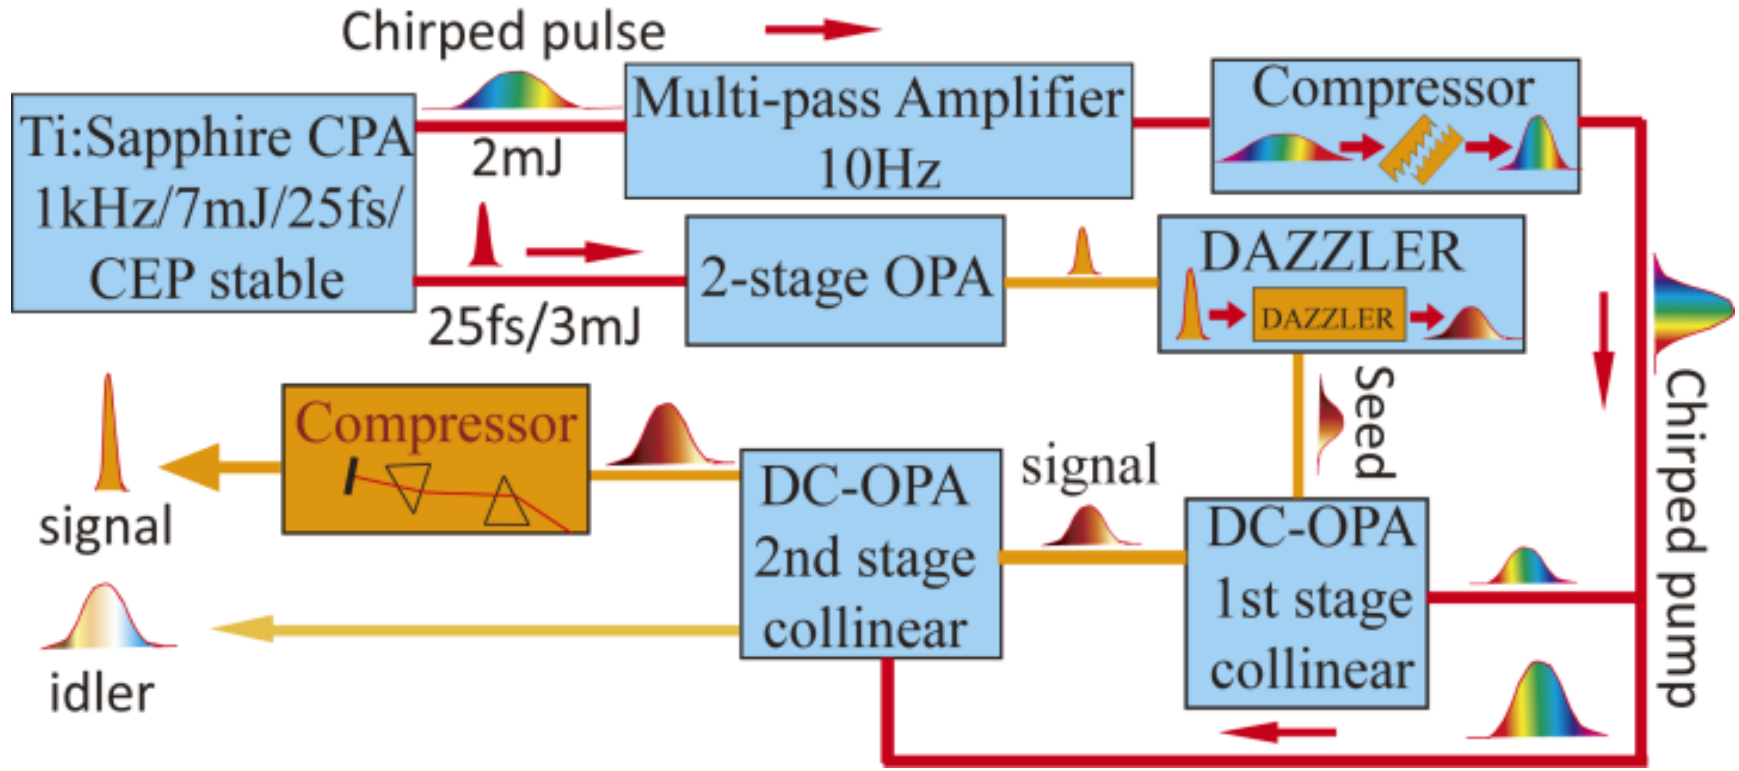 Chirped pulse
Ti:Sapphire CPA
1kHz/7mJ/25fs/
CEP stable
2mJ
Multi-pass Amplifier
10Hz
Compressor
25fs/3mJ
2-stage OPA
DAZZLER
DAZZLER
Seed
Chirped pump
DC-OPA
1st stage
collinear
signal
DC-OPA
2nd stage
collinear
Compressor
signal
idler